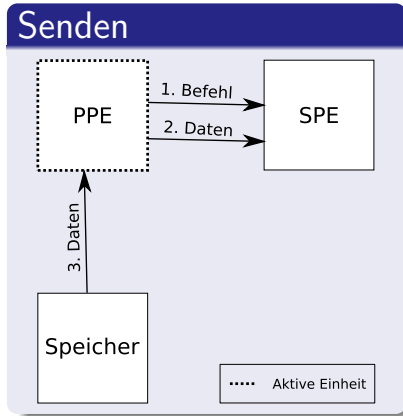 Senden
PPE
1. Befehl
2. Daten
SPE
3. Daten
Speicher
Aktive Einheit